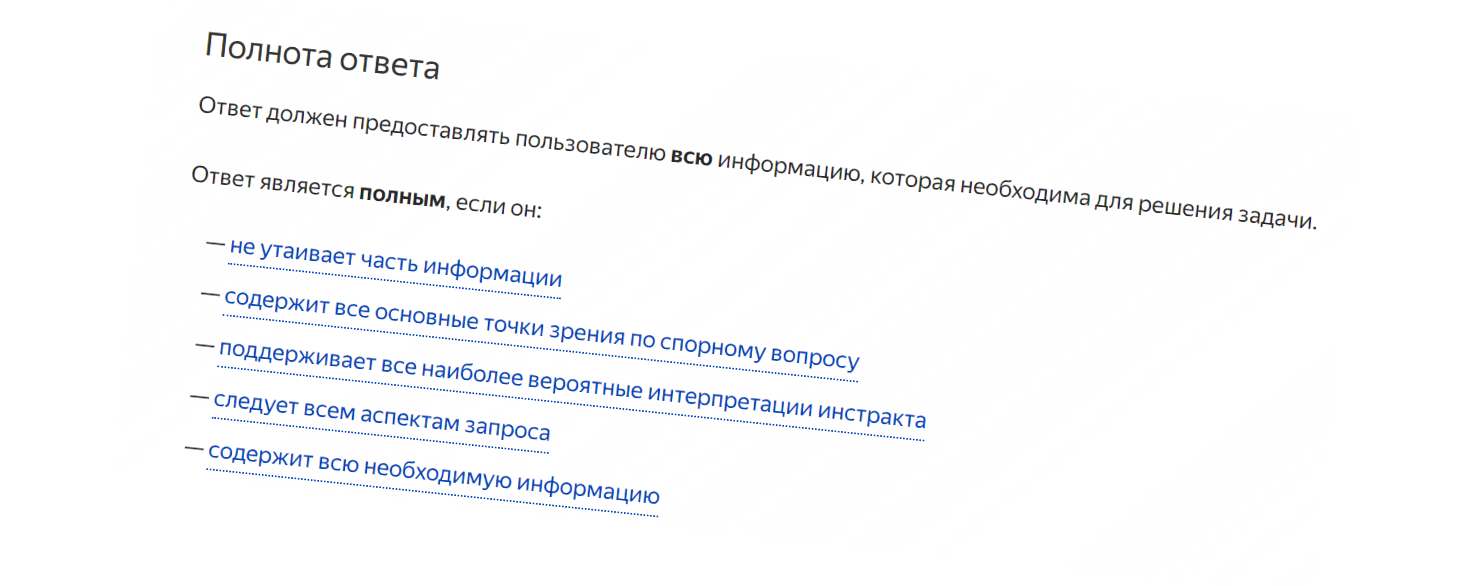 Полнота ответа
Ответ должен предоставлять пользователю всю информацию, которая необходима для решения задачи.
Ответ является полным, если он:
— не утаивает часть информации
— содержит все основные точки зрения по спорному вопросу
— поддерживает все наиболее вероятные интерпретации инстракта
— следует всем аспектам запроса
— содержит всю необходимую информацию